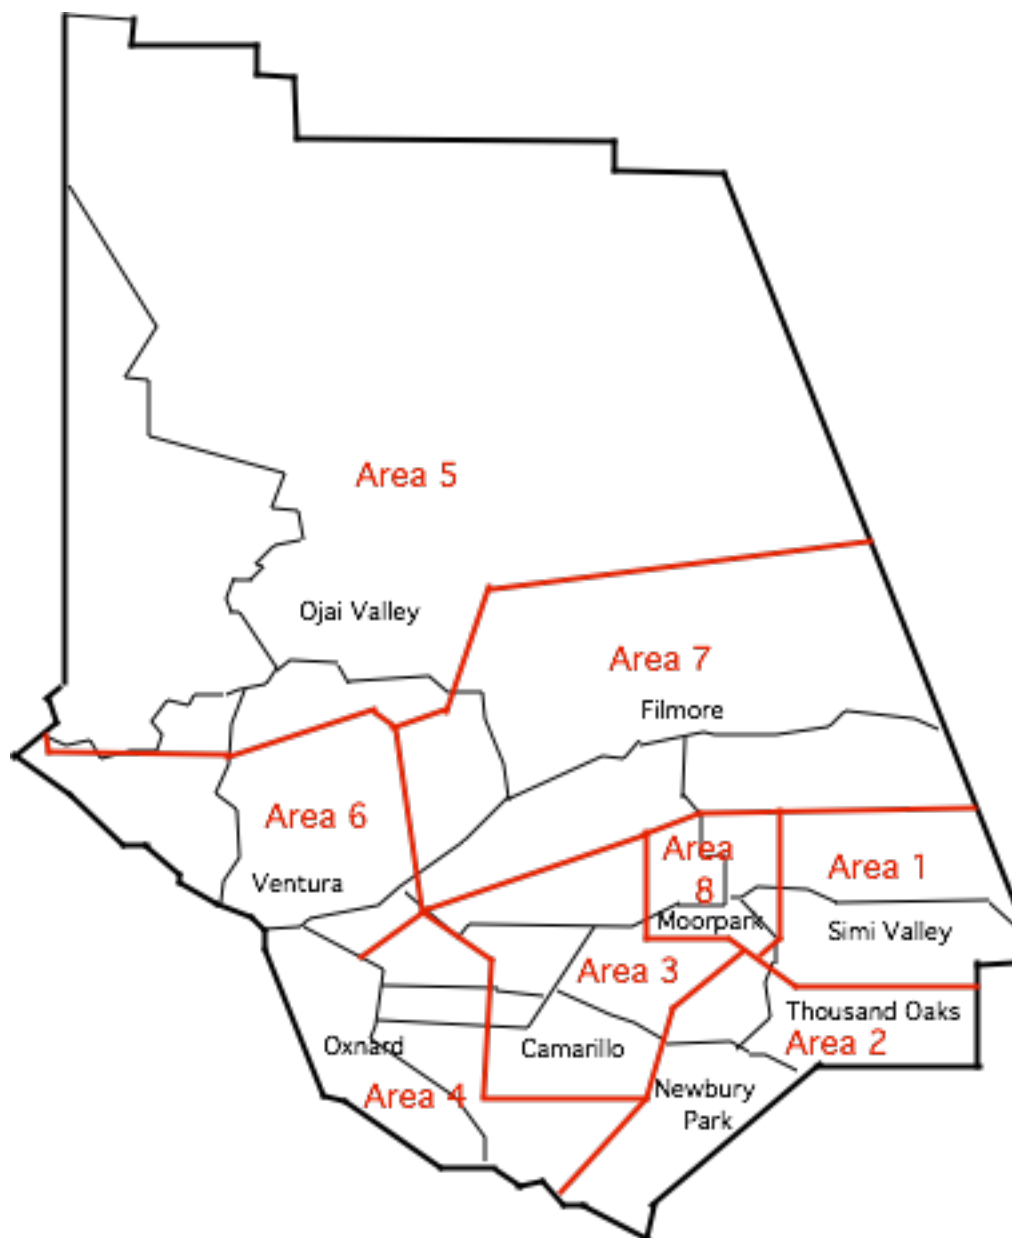 Area 5
Ojai Valley
Area 7
Filmore
Area 6
Area
8
Area 1
Ventura
Moorpark
Simi Valley
Area 3
Thousand Oaks
Oxnard
Camarillo
Area 2
Area 4
Newbury
Park